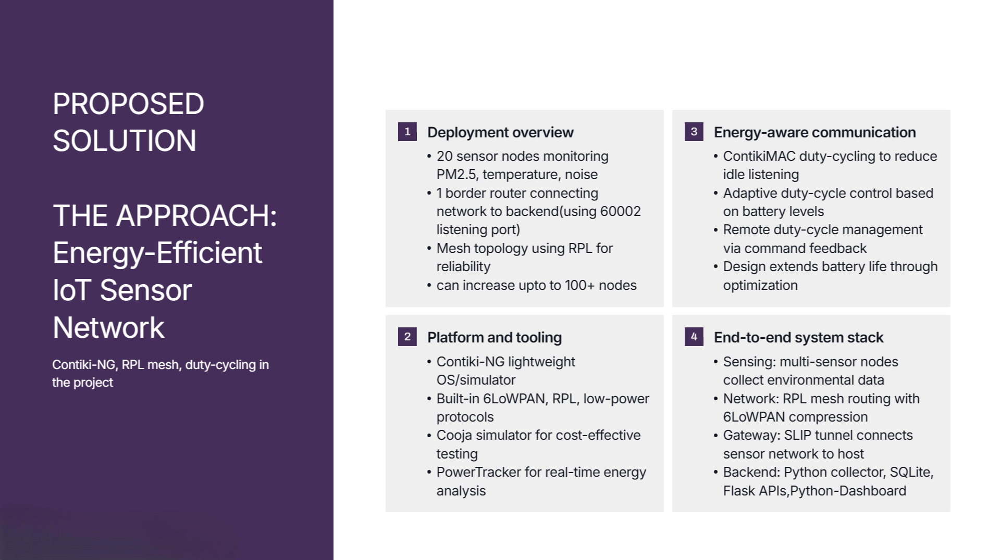 PROPOSED
SOLUTION
THE APPROACH:
Energy-Efficient
IoT Sensor
Network
Contiki-NG, RPL mesh, duty-cycling in
the project
1 Deployment overview
• 20 sensor nodes monitoring
PM2.5, temperature, noise
• 1 border router connecting
network to backend(using 60002
listening port)
• Mesh topology using RPL for
reliability
• can increase upto to 100+ nodes
2 Platform and tooling
• Contiki-NG lightweight
OS/simulator
• Built-in 6LoWPAN, RPL, low-power
protocols
• Cooja simulator for cost-effective
testing
• PowerTracker for real-time energy
analysis
3 Energy-aware communication
• ContikiMAC duty-cycling to reduce
idle listening
• Adaptive duty-cycle control based
on battery levels
• Remote duty-cycle management
via command feedback
• Design extends battery life through
optimization
4 End-to-end system stack
• Sensing: multi-sensor nodes
collect environmental data
• Network: RPL mesh routing with
6LoWPAN compression
• Gateway: SLIP tunnel connects
sensor network to host
• Backend: Python collector, SQLite,
Flask APIs,Python-Dashboard